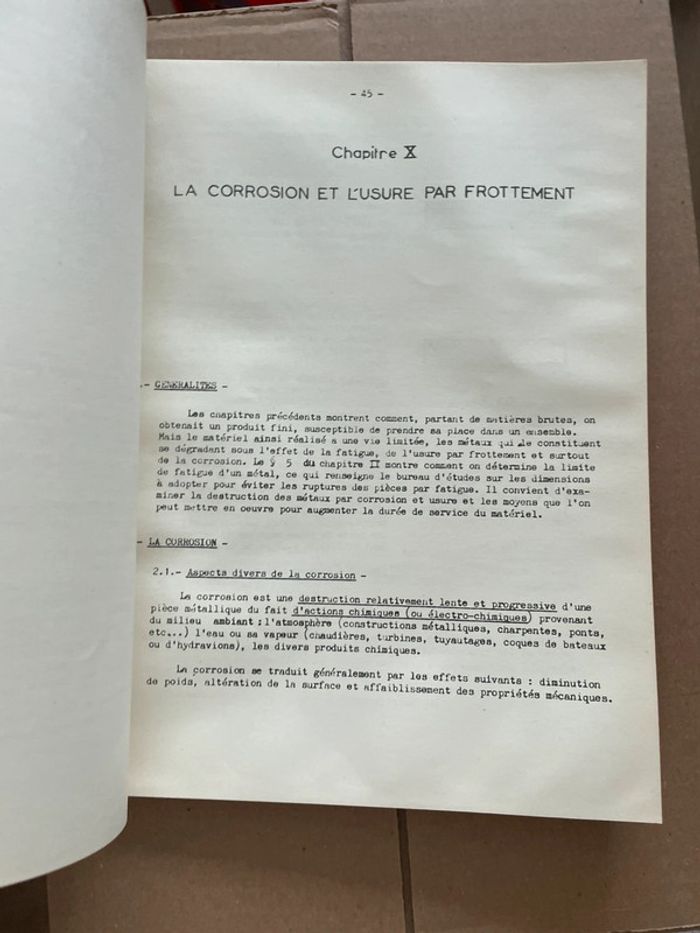 - 45 -
Chapitre X
LA CORROSION ET L'USURE PAR FROTTEMENT
.- GENERALITES -
Les chapitres précédents montrent comment, partant de matières brutes, on
obtenait un produit fini, susceptible de prendre sa place dans un ensemble.
Mais le matériel ainsi réalisé a une vie limitée, les métaux qui le constituent
se dégradant sous l'effet de la fatigue, de l'usure par frottement et surtout
de la corrosion. Le § 5 du chapitre II montre comment on détermine la limite
de fatigue d'un métal, ce qui renseigne le bureau d'études sur les dimensions
à adopter pour éviter les ruptures des pièces par fatigue. Il convient d'exa-
miner la destruction des métaux par corrosion et usure et les moyens que l'on
peut mettre en oeuvre pour augmenter la durée de service du matériel.
- LA CORROSION -
2.1.- Aspects divers de la corrosion -
La corrosion est une destruction relativement lente et progressive d'une
pièce métallique du fait d'actions chimiques (ou électro-chimiques) provenant
du milieu ambiant : l'atmosphère (constructions métalliques, charpentes, ponts,
etc...) l'eau ou sa vapeur (chaudières, turbines, tuyautages, coques de bateaux
ou d'hydravions), les divers produits chimiques.
La corrosion se traduit généralement par les effets suivants : diminution
de poids, altération de la surface et affaiblissement des propriétés mécaniques.